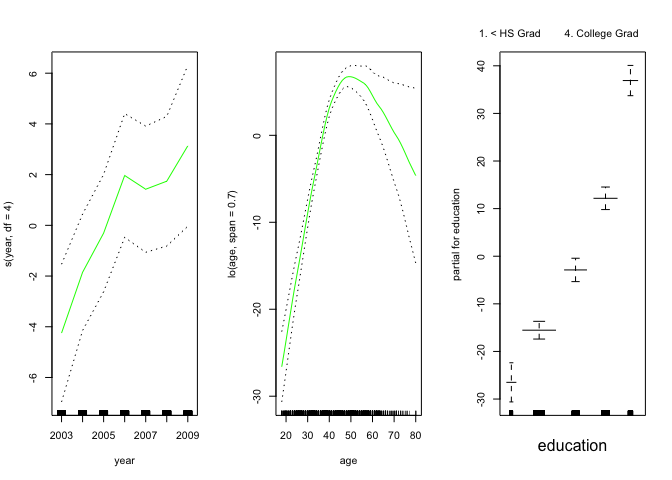 1. < HS Grad 4. College Grad
s(year, df = 4)
6
4
2
0
-2
-4
-6
2003 2005 2007 2009
year
lo(age, span = 0.7)
0
-10
-20
-30
20 30 40 50 60 70 80
age
partial for education
40
30
20
10
0
-10
-20
-30
education